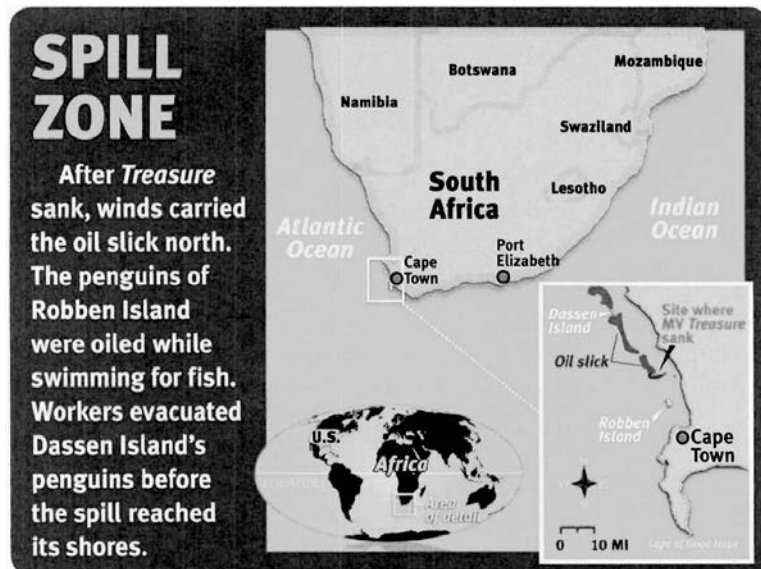 SPILL
ZONE
After Treasure
sank, winds carried
the oil slick north.
The penguins of
Robben Island
were oiled while
swimming for fish.
Workers evacuated
Dassen Island's
penguins before
the spill reached
its shores.
Mozambique
Botswana
Namibia
Swaziland
South
Africa
Lesotho
Atlantic
Ocean
Indian
Ocean
Port
Elizabeth
Cape
Town
Dassen
Island
Site where
MV Treasure
sank
Oil slick
Robben
Island
Cape
Town
0 10 MI
Cape of Good Hope
U.S.
Africa
EQUATOR
Area
of detail